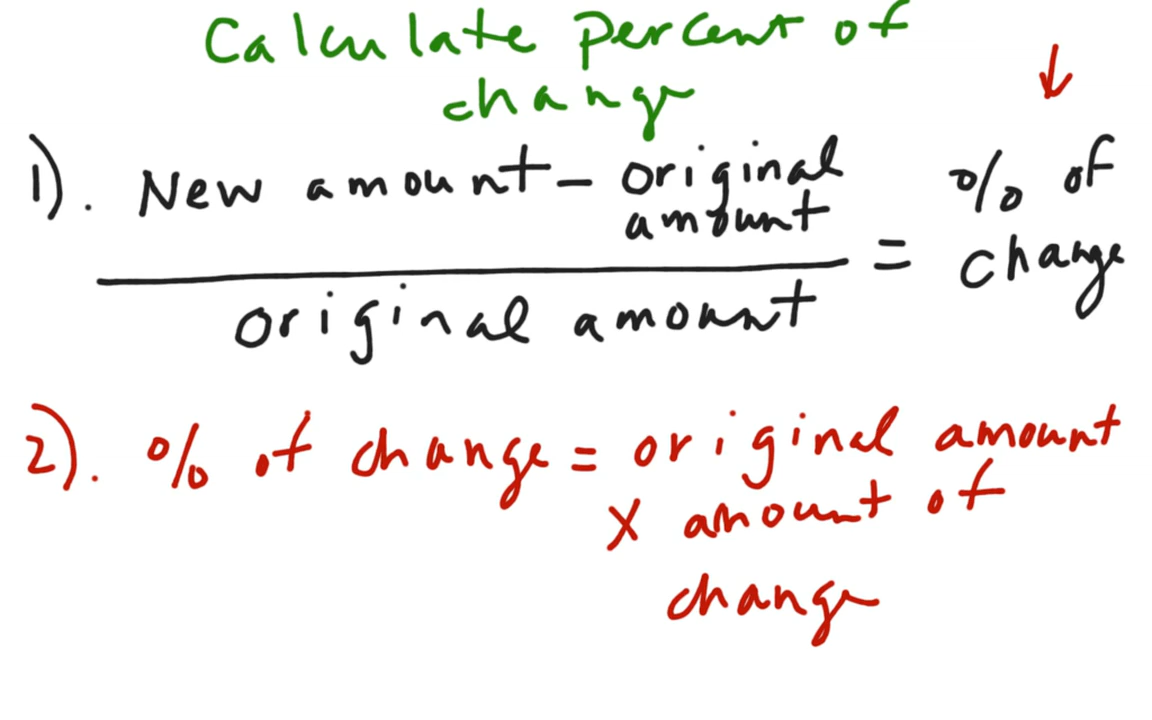 Calculate percent of
change
1). New amount - original
amount
= % of
change
original amount
2). % of change = original amount
x amount of
change